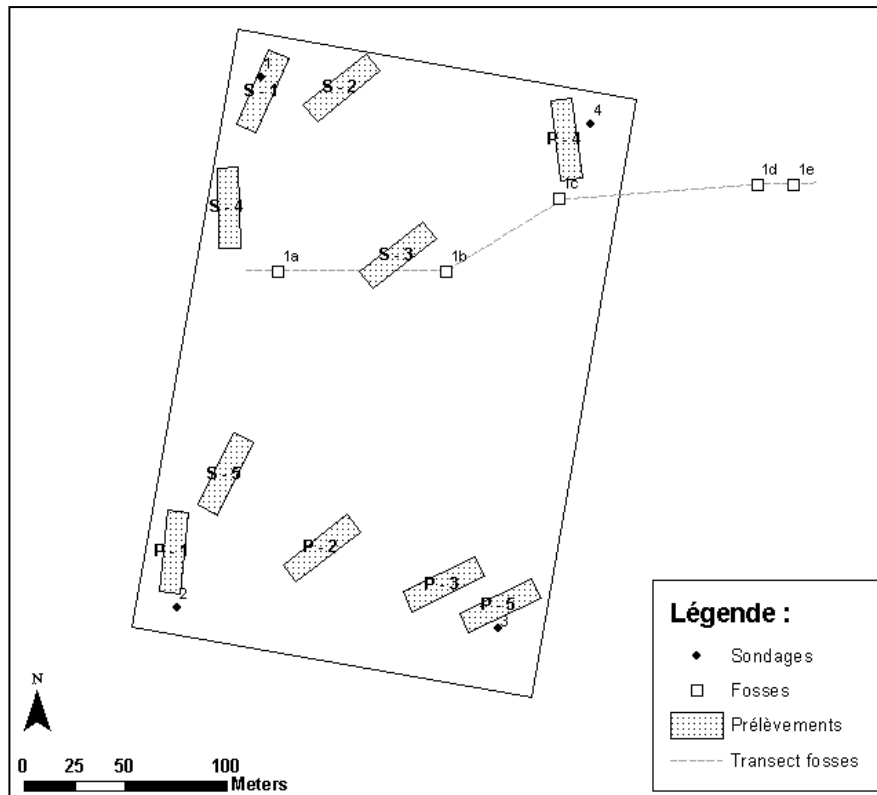 1
S - 1
S - 2
4
P - 4
1c
1d
1e
S - 4
S - 3
1a
1b
S - 5
P - 1
2
P - 2
P - 3
P - 5
3
N
0 25 50 100
Meters
Légende :
Sondages
Fosses
Prélèvements
Transect fosses